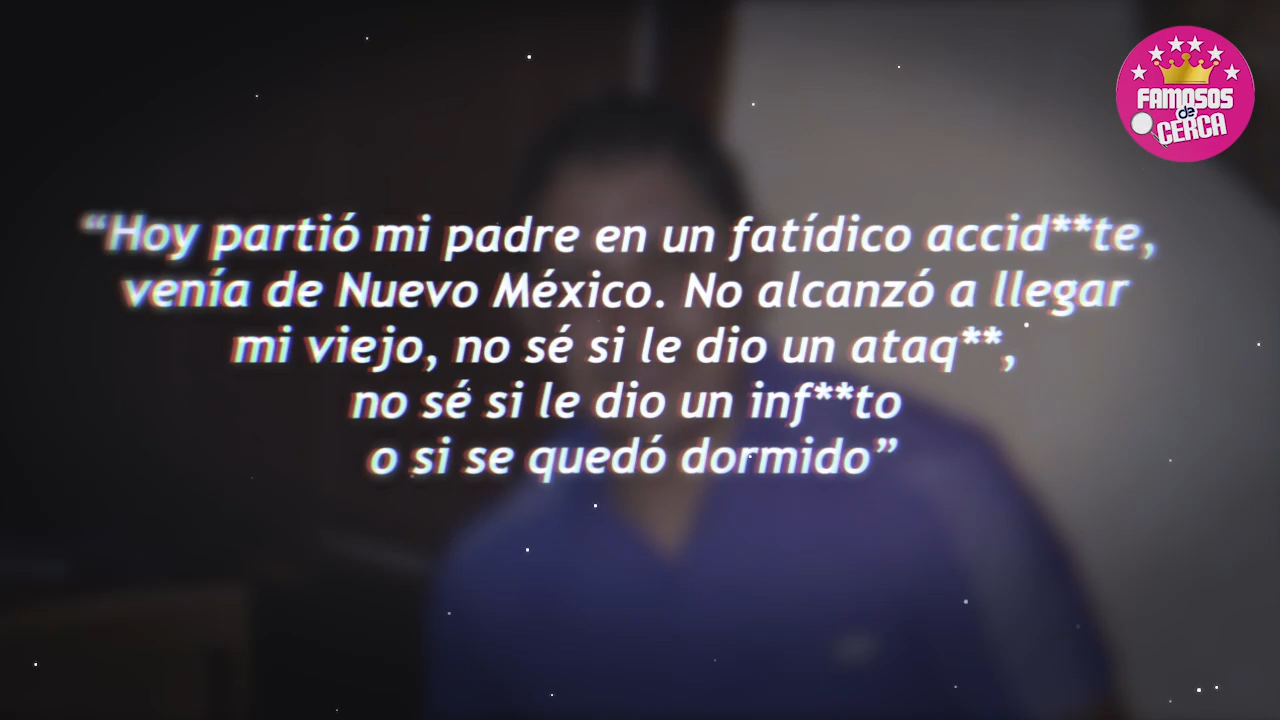 FAMOSOS
de
CERCA
“Hoy partió mi padre en un fatídico accid**te,
venía de Nuevo México. No alcanzó a llegar
mi viejo, no sé si le dio un ataq**,
no sé si le dio un inf**to
o si se quedó dormido”